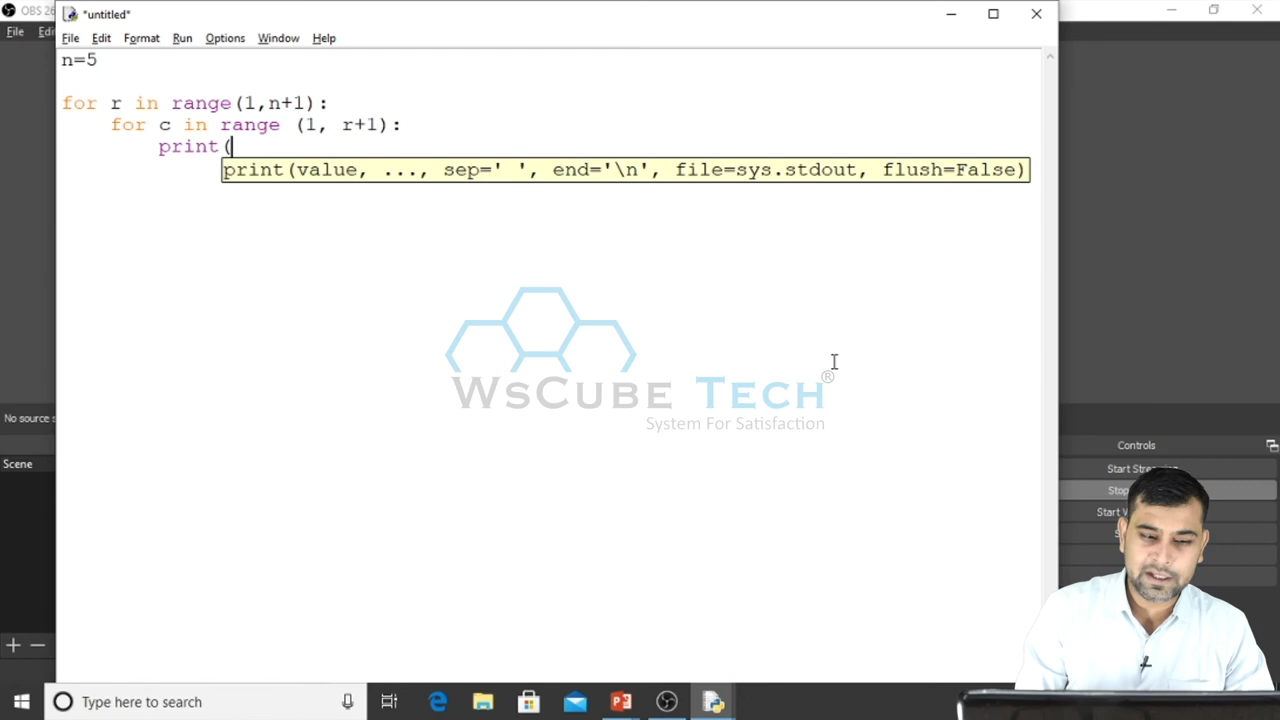 OBS 26
*untitled*
File Edi
File Edit Format Run Options Window Help
n=5
for r in range(1,n+1):
for c in range (1, r+1):
print(
print(value, ..., sep=' ', end='\n', file=sys.stdout, flush=False)
WsCube Tech®
System For Satisfaction
No source s
Controls
Scene
Start Stre
Stop
Start
Type here to search